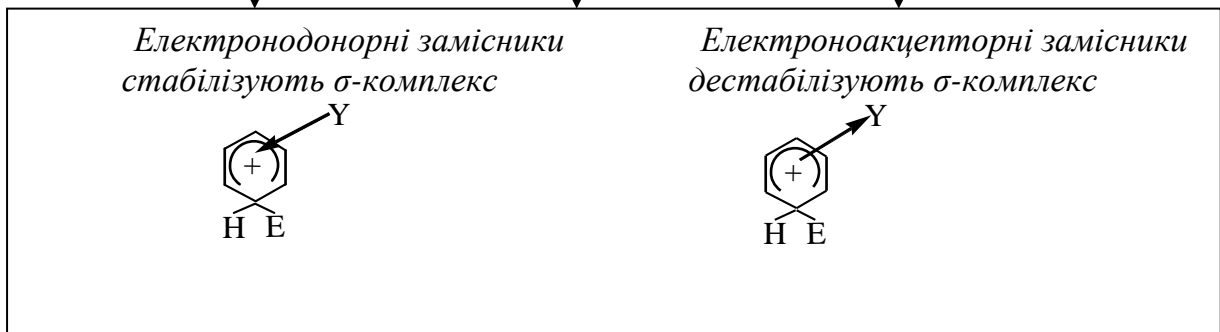 Електронодонорні замісники
стабілізують σ-комплекс
Y
+
H E
Електроноакцепторні замісники
дестабілізують σ-комплекс
Y
+
H E